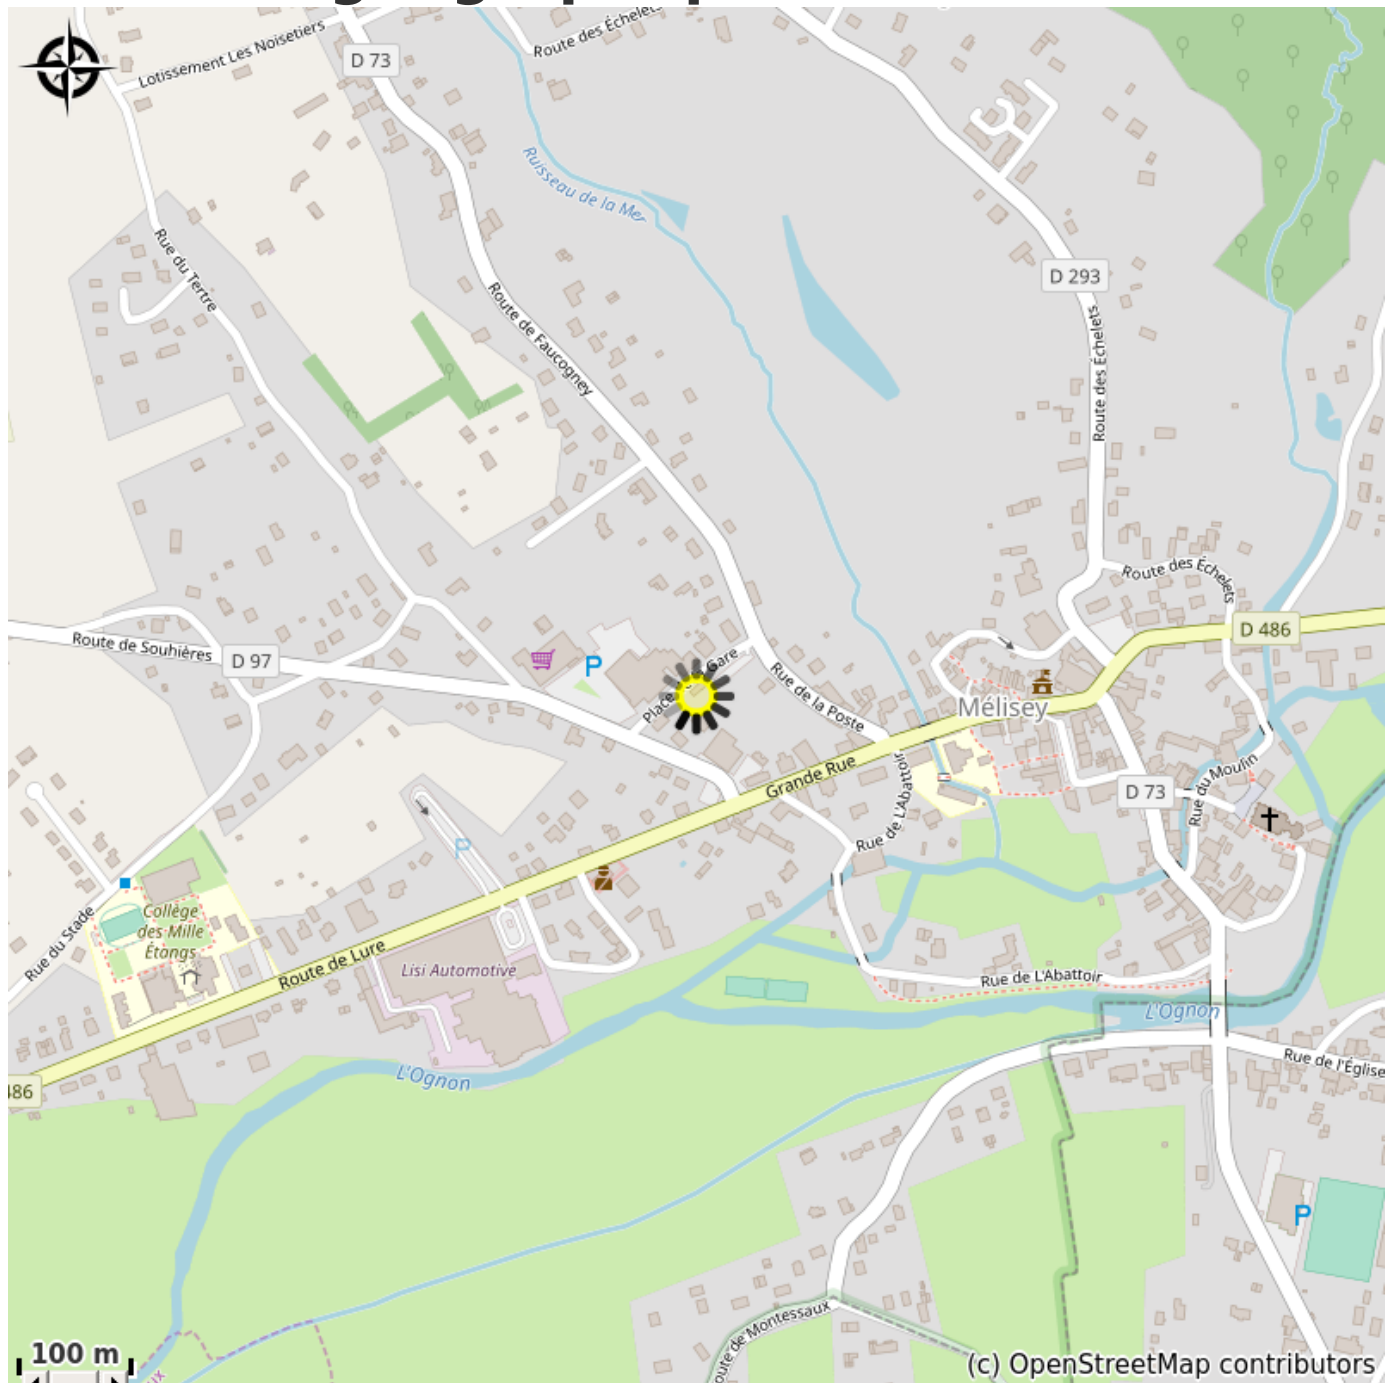 Lotissement Les Noisetiers
D 73
Route des Échelets
Ruisseau de la Mer
D 293
Rue du Tertre
Route de Faucogney
Route des Échelets
Route des Échelets
D 486
Route de Souhières
D 97
P
Gare
Place
Rue de la Poste
Mélisey
Grande Rue
Rue de L'Abattoir
D 73
Rue du Moulin
P
Collège
des Mille
Étangs
Rue du Stade
Route de Lure
Lisi Automotive
Rue de L'Abattoir
L'Ognon
L'Ognon
Rue de l'Église
486
P
oute de Montessaux
100 m
(c) OpenStreetMap contributors